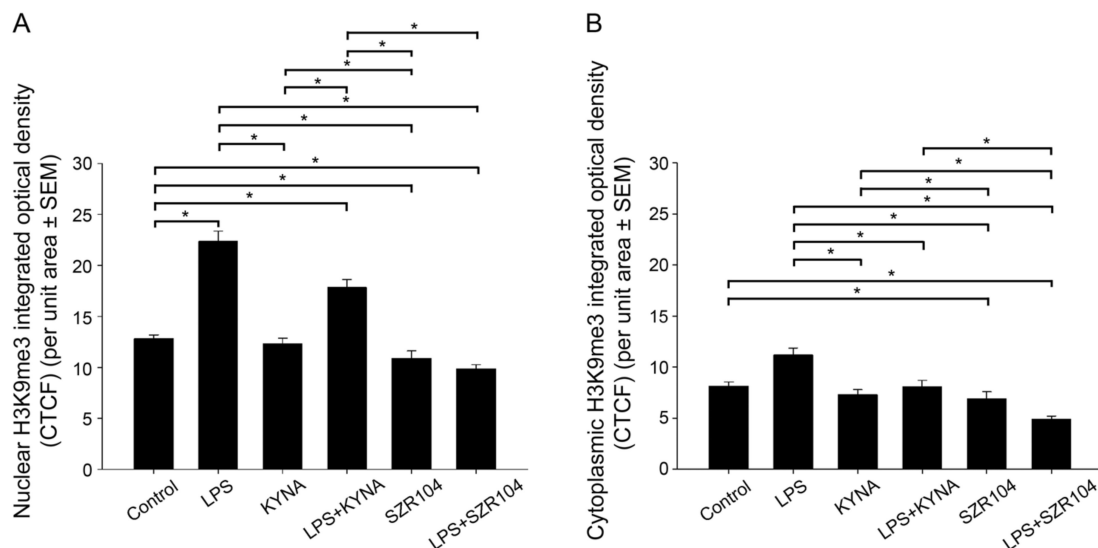 A
Nuclear H3K9me3 integrated optical density
(CTCF) (per unit area ± SEM)
*
*
*
*
*
*
*
*
*
*
*
30
25
20
15
10
5
0
Control
LPS
KYNA
LPS+KYNA
SZR104
LPS+SZR104
B
Cytoplasmic H3K9me3 integrated optical density
(CTCF) (per unit area ± SEM)
*
*
*
*
*
*
*
*
*
30
25
20
15
10
5
0
Control
LPS
KYNA
LPS+KYNA
SZR104
LPS+SZR104